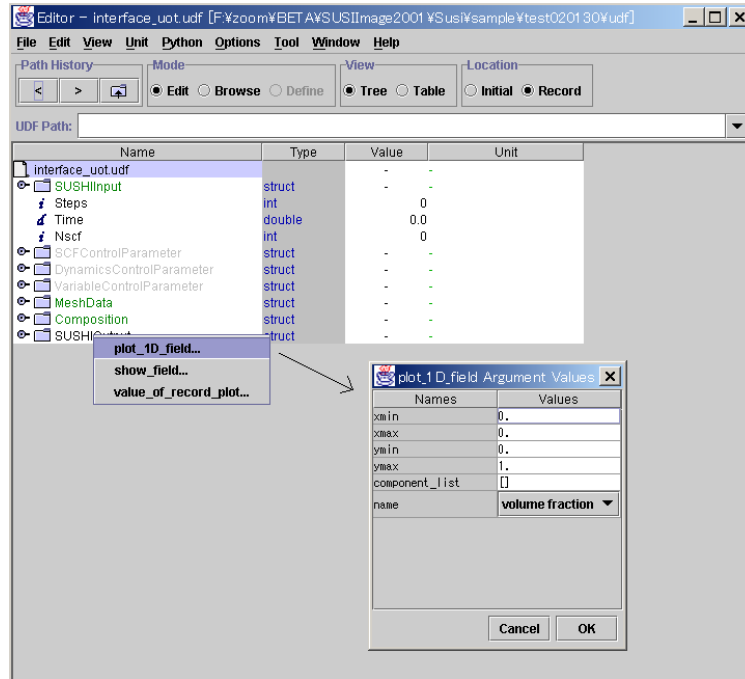 Editor - interface_uot.udf [F:¥zoom¥BETA¥SUSIImage2001¥Susi¥sample¥test020130¥udf]
File Edit View Unit Python Options Tool Window Help
Path History Mode View Location
< > Edit Browse Define Tree Table Initial Record
UDF Path:
Name Type Value Unit
interface_uot.udf - -
SUSHIInput struct - -
i Steps int 0
d Time double 0.0
i Nscf int 0
SCFControlParameter struct - -
DynamicsControlParameter struct - -
VariableControlParameter struct - -
MeshData struct - -
Composition struct - -
struct - -
plot_1D_field...
show_field...
value_of_record_plot...
plot_1D_field Argument Values
Names Values
xmin 0.
xmax 0.
ymin 0.
ymax 1.
component_list []
name volume fraction
Cancel OK